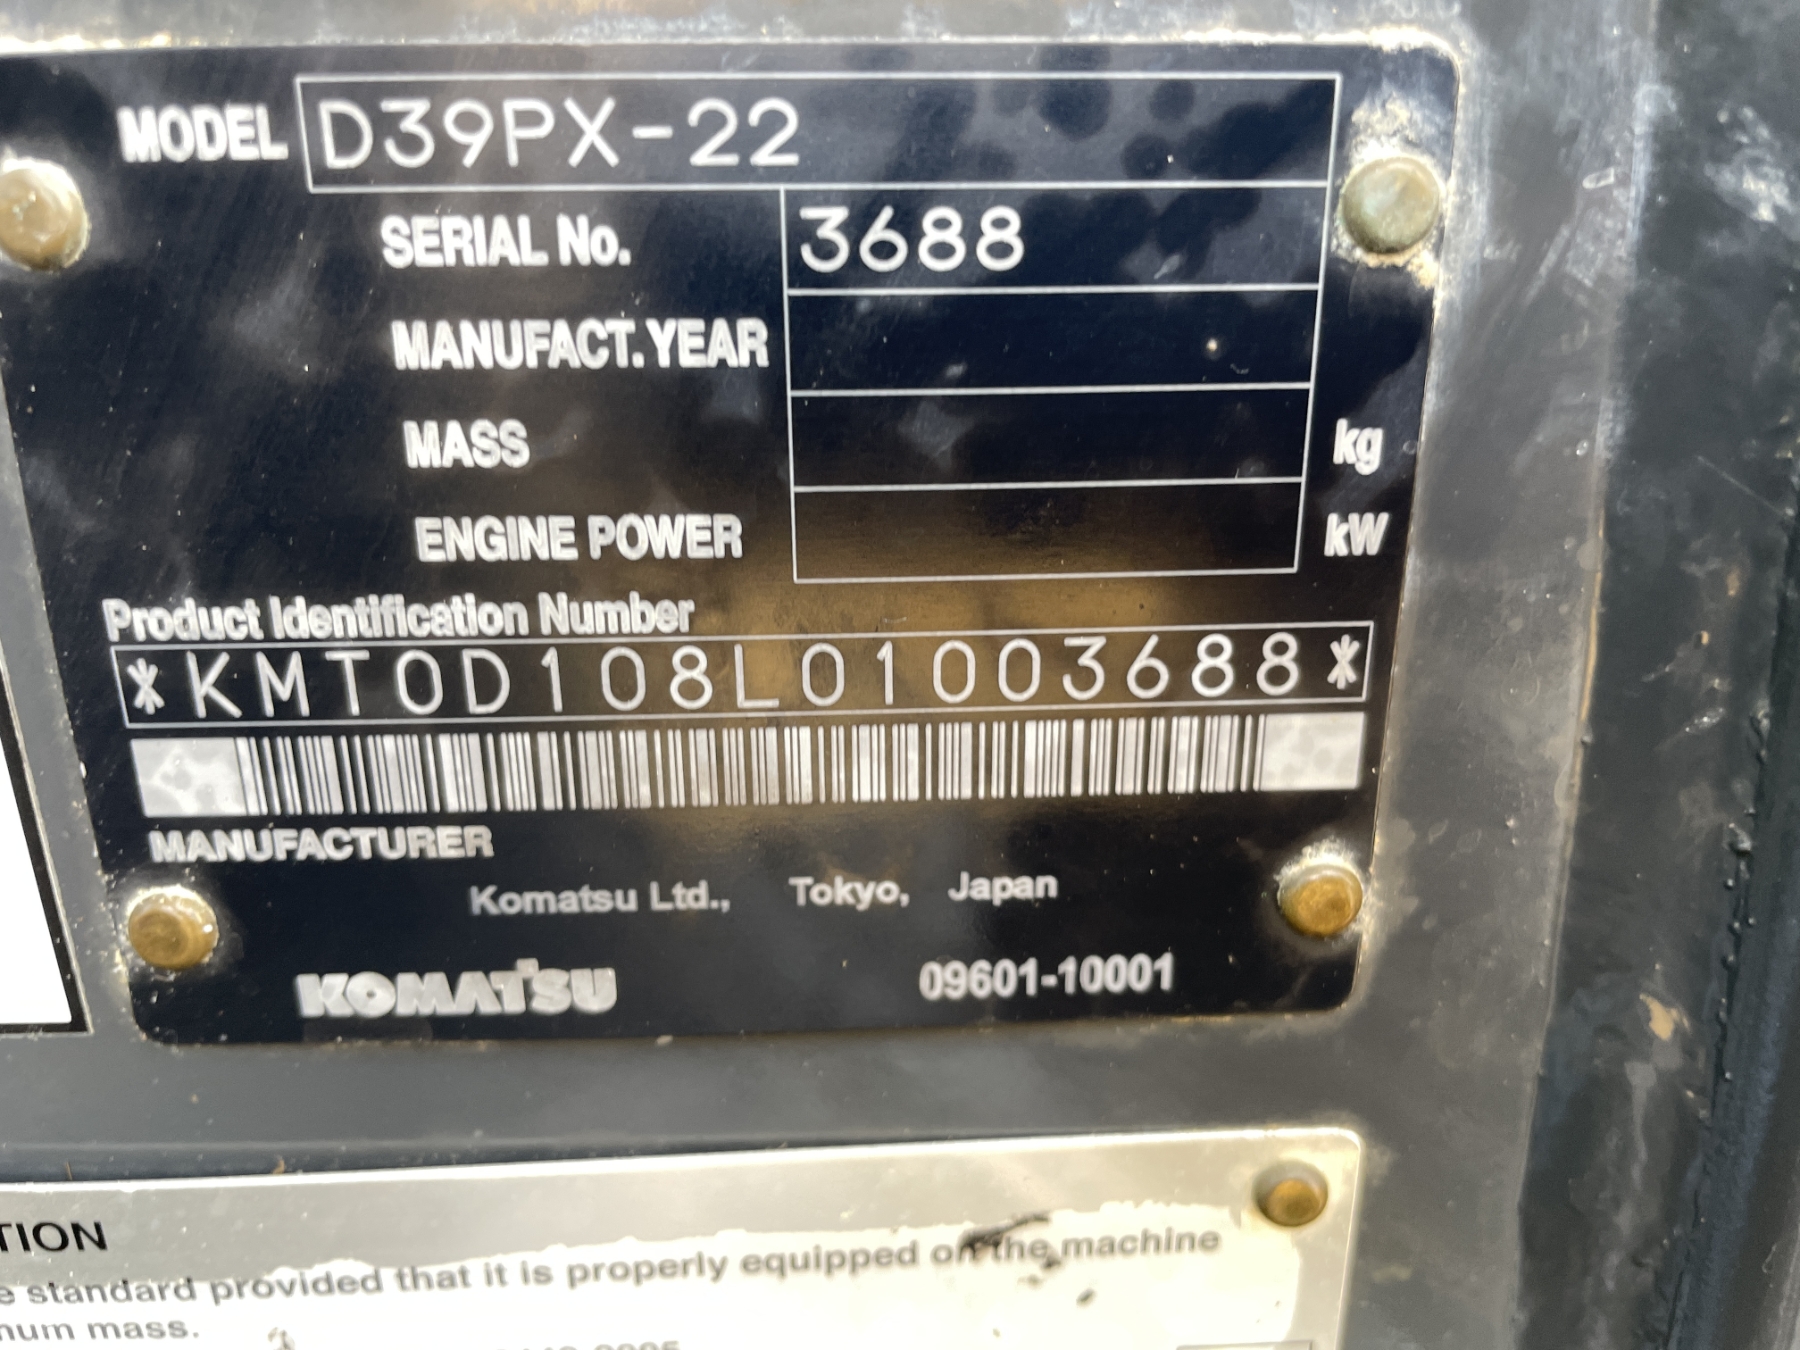 MODEL D39PX-22
SERIAL No. 3688
MANUFACT. YEAR
MASS kg
ENGINE POWER kW
Product Identification Number
*KMT0D108L01003688*
MANUFACTURER
Komatsu Ltd., Tokyo, Japan
KOMATSU 09601-10001
TION
e standard provided that it is properly equipped on the machine
num mass.